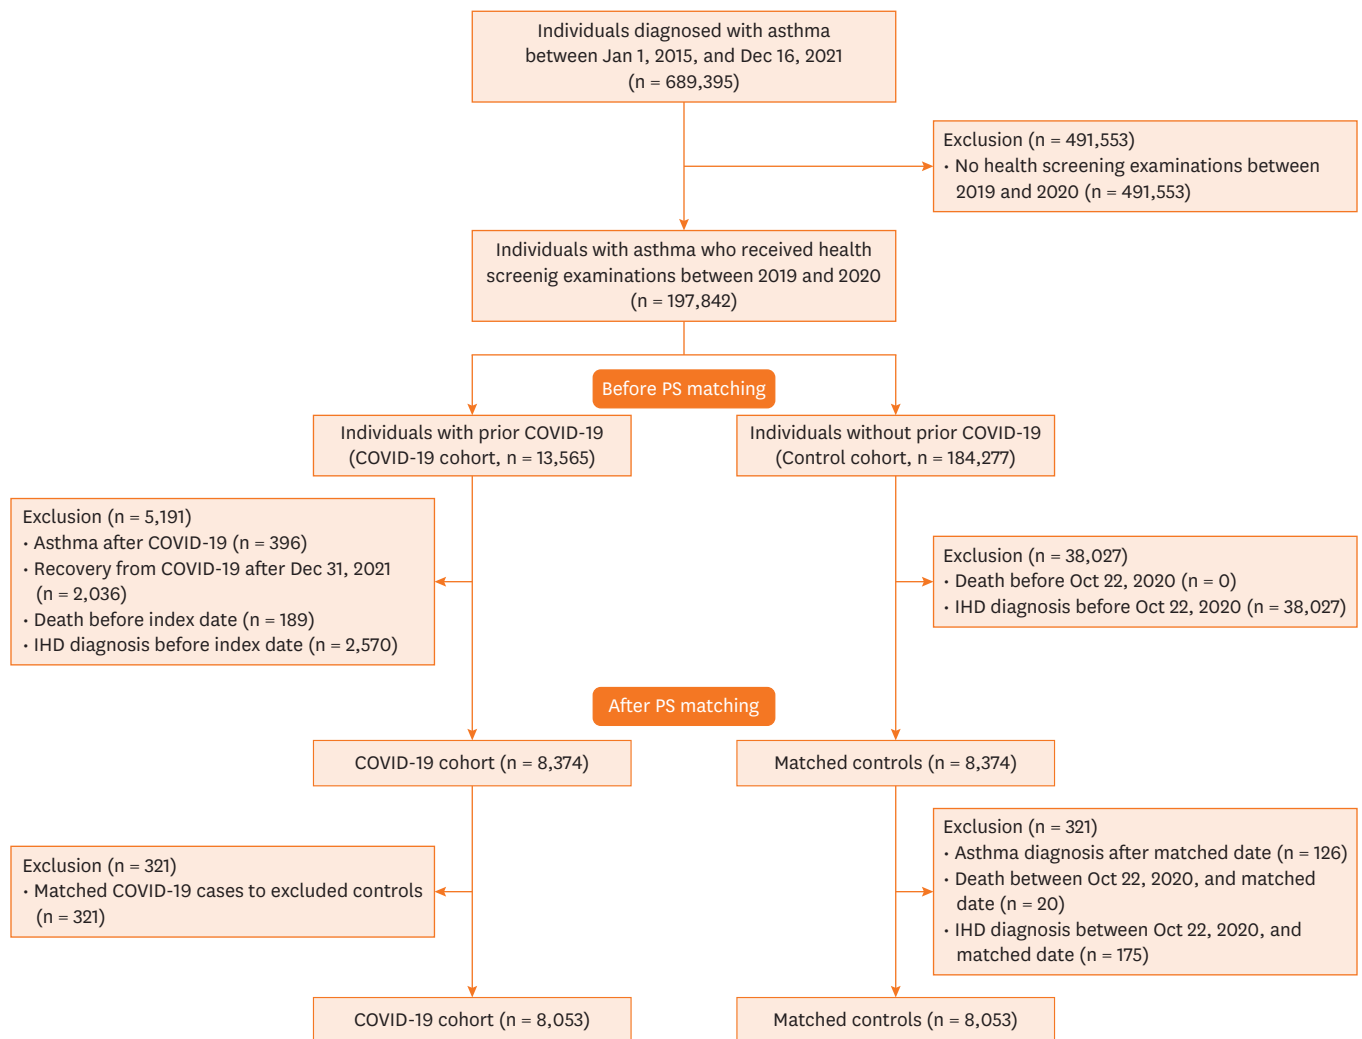 Individuals diagnosed with asthma
between Jan 1, 2015, and Dec 16, 2021
(n = 689,395)
Exclusion (n = 491,553)
• No health screening examinations between
2019 and 2020 (n = 491,553)
Individuals with asthma who received health
screenig examinations between 2019 and 2020
(n = 197,842)
Before PS matching
Individuals with prior COVID-19
(COVID-19 cohort, n = 13,565)
Individuals without prior COVID-19
(Control cohort, n = 184,277)
Exclusion (n = 5,191)
• Asthma after COVID-19 (n = 396)
• Recovery from COVID-19 after Dec 31, 2021
(n = 2,036)
• Death before index date (n = 189)
• IHD diagnosis before index date (n = 2,570)
Exclusion (n = 38,027)
• Death before Oct 22, 2020 (n = 0)
• IHD diagnosis before Oct 22, 2020 (n = 38,027)
After PS matching
COVID-19 cohort (n = 8,374)
Matched controls (n = 8,374)
Exclusion (n = 321)
• Matched COVID-19 cases to excluded controls
(n = 321)
Exclusion (n = 321)
• Asthma diagnosis after matched date (n = 126)
• Death between Oct 22, 2020, and matched
date (n = 20)
• IHD diagnosis between Oct 22, 2020, and
matched date (n = 175)
COVID-19 cohort (n = 8,053)
Matched controls (n = 8,053)